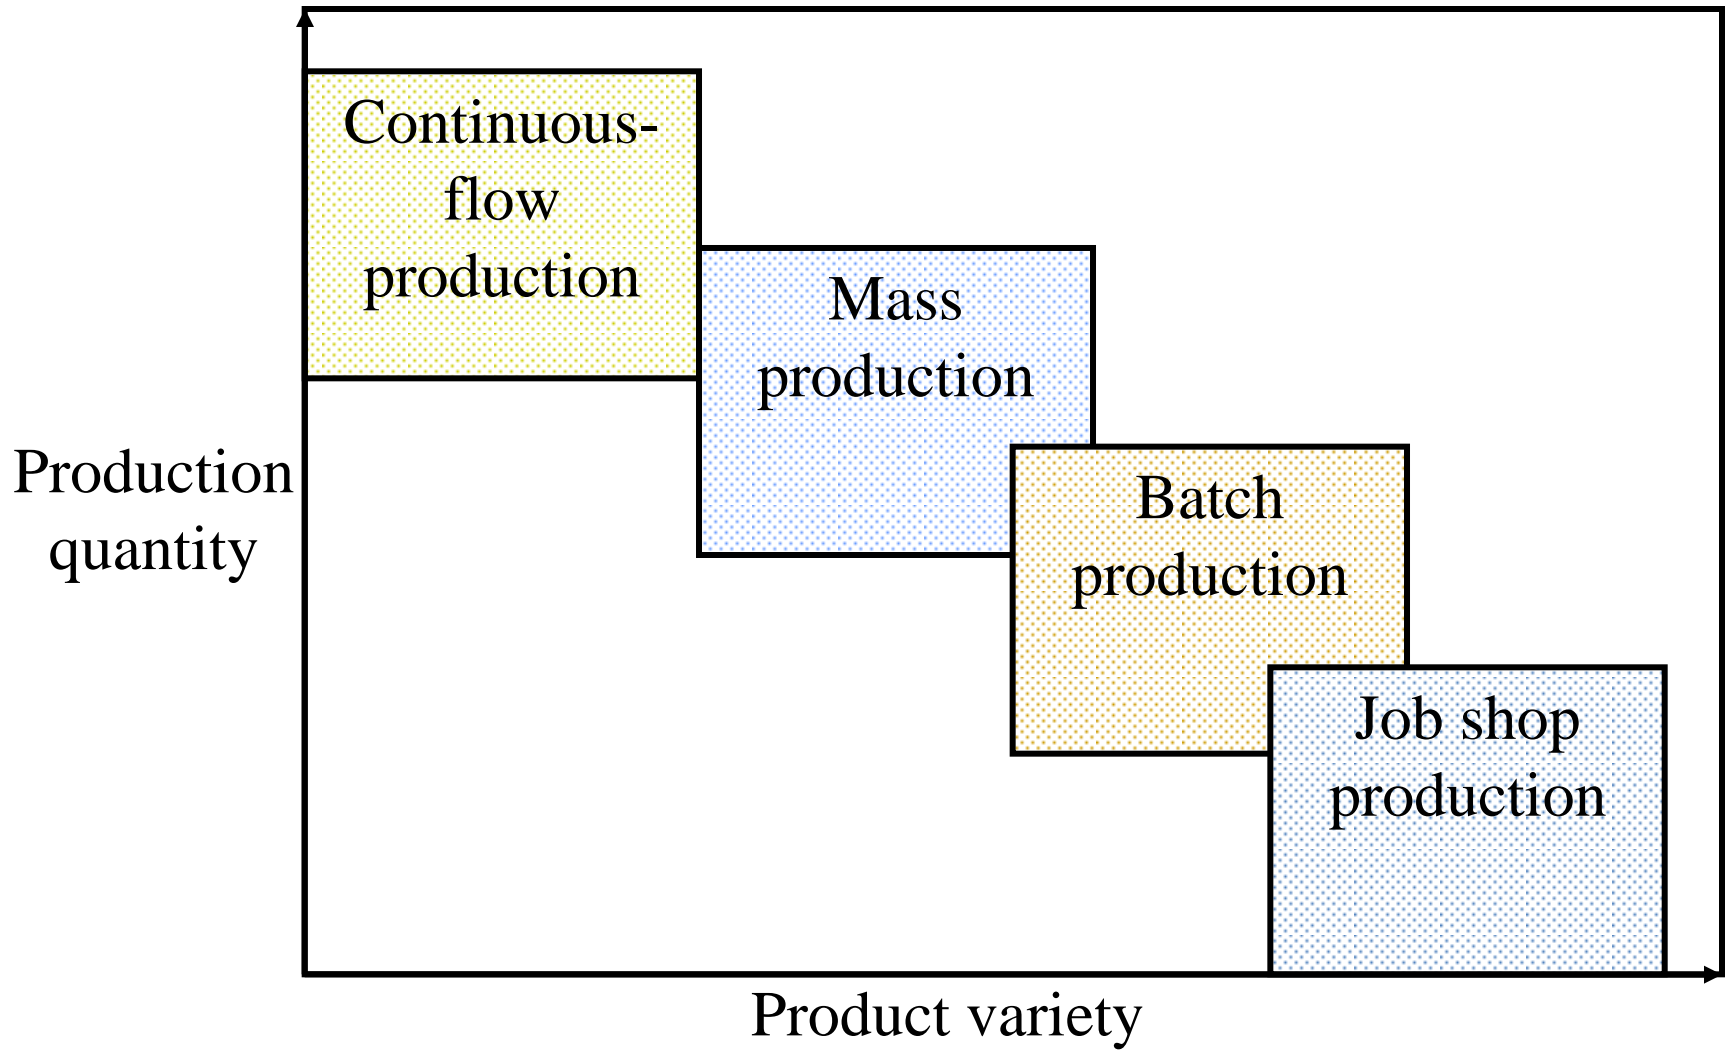 Continuous-
flow
production
Mass
production
Production
quantity
Batch
production
Job shop
production
Product variety